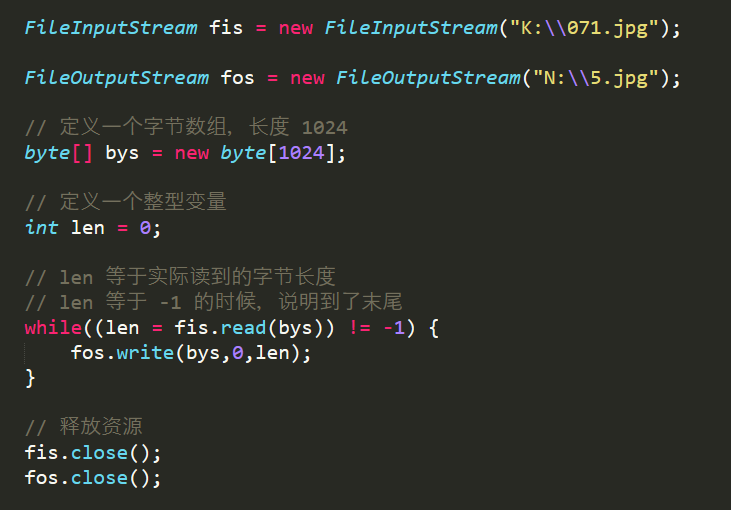 FileInputStream fis = new FileInputStream("K:\\071.jpg");
FileOutputStream fos = new FileOutputStream("N:\\5.jpg");
// 定义一个字节数组，长度 1024
byte[] bys = new byte[1024];
// 定义一个整型变量
int len = 0;
// len 等于实际读到的字节长度
// len 等于 -1 的时候，说明到了末尾
while((len = fis.read(bys)) != -1) {
    fos.write(bys,0,len);
}
// 释放资源
fis.close();
fos.close();